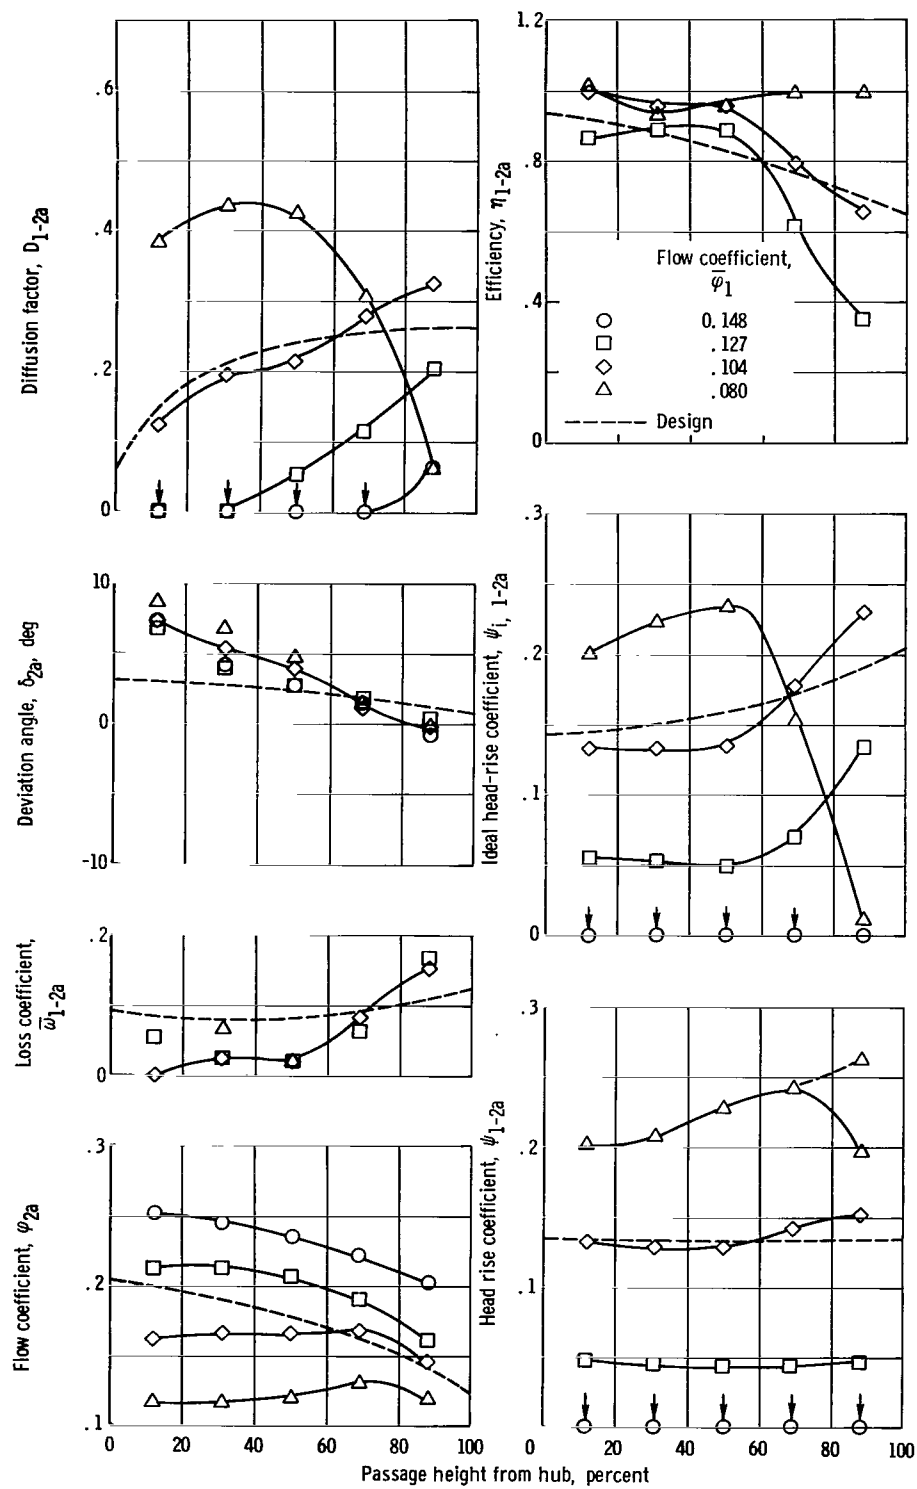 .6
.4
.2
0
Diffusion factor, D1-2a
1.2
1.0
.8
.4
0
Efficiency, η1-2a
Flow coefficient,
φ̅1
0.148
.127
.104
.080
Design
10
0
-10
Deviation angle, δ2a, deg
.3
.2
.1
0
Ideal head-rise coefficient, ψi, 1-2a
.2
0
Loss coefficient,
ω̅1-2a
.3
.2
.1
Flow coefficient, φ2a
0 20 40 60 80 100
.3
.2
.1
0
Head rise coefficient, ψ1-2a
20 40 60 80 100
Passage height from hub, percent